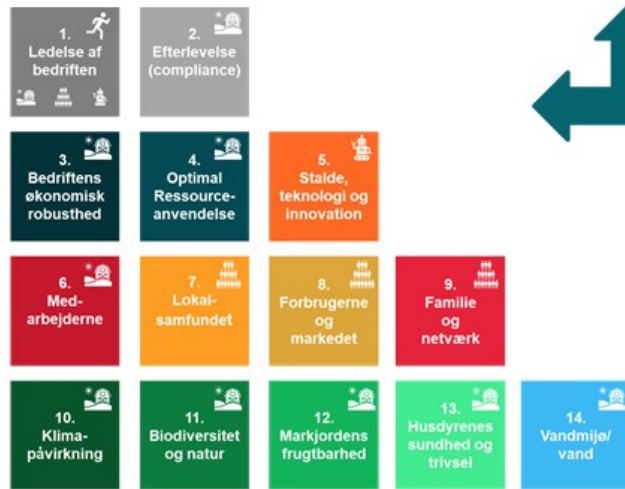 1.
Ledelse af
bedriften
2.
Efterlevelse
(compliance)
3.
Bedriftens
økonomisk
robusthed
4.
Optimal
Ressource-
anvendelse
5.
Stalde,
teknologi og
innovation
6.
Med-
arbejderne
7.
Lokal-
samfundet
8.
Forbrugerne
og
markedet
9.
Familie
og
netværk
10.
Klima-
påvirkning
11.
Biodiversitet
og natur
12.
Markjordens
frugtbarhed
13.
Husdyrenes
sundhed og
trivsel
14.
Vandmijø/
vand